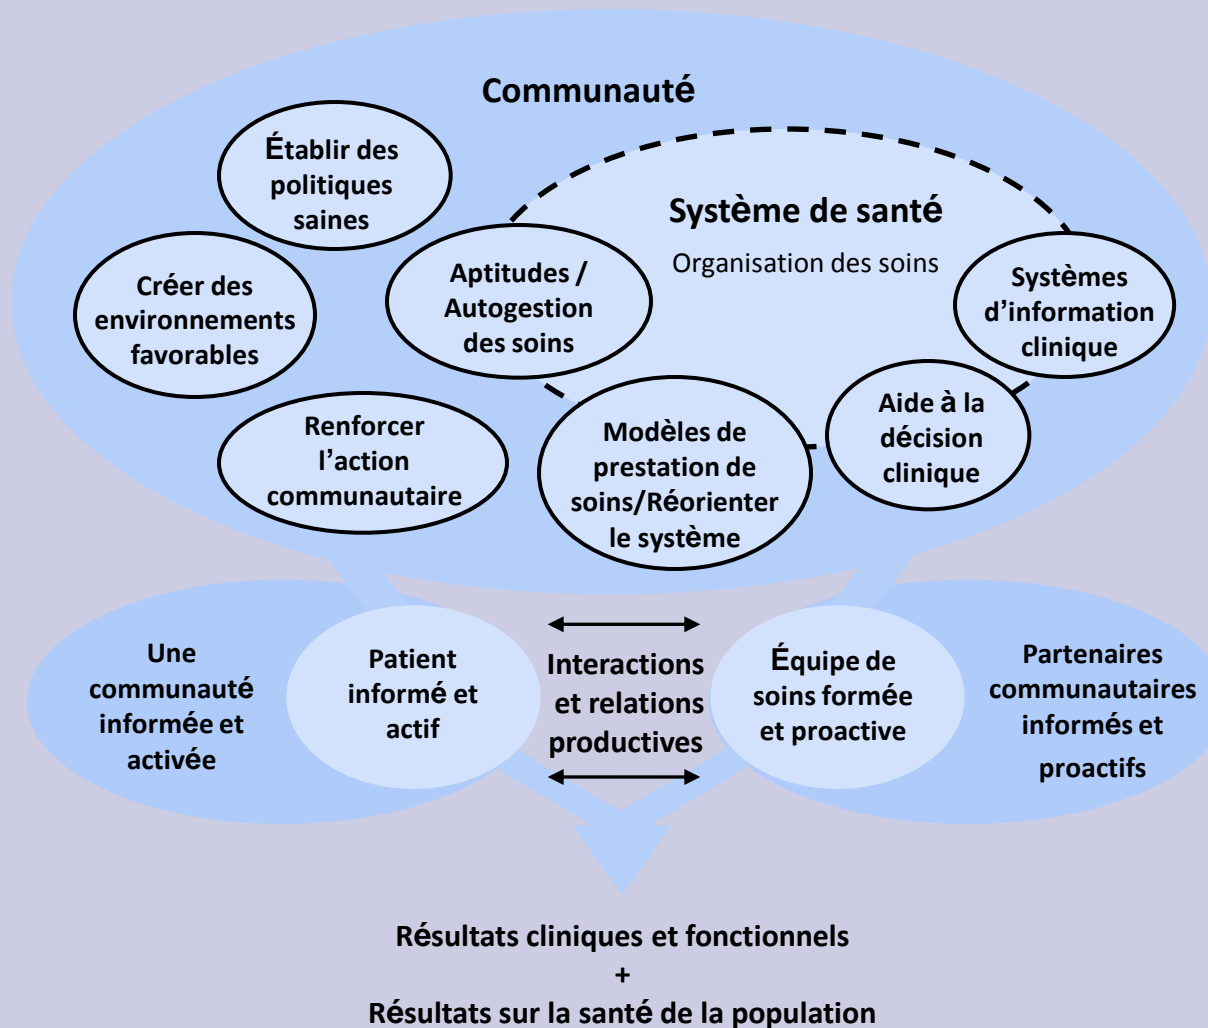 Communauté
Établir des
politiques
saines
Système de santé
Organisation des soins
Créer des
environnements
favorables
Aptitudes /
Autogestion
des soins
Systèmes
d’information
clinique
Renforcer
l’action
communautaire
Modèles de
prestation de
soins/Réorienter
le système
Aide à la
décision
clinique
Une
communauté
informée et
activée
Patient
informé et
actif
Interactions
et relations
productives
Équipe de
soins formée
et proactive
Partenaires
communautaires
informés et
proactifs
Résultats cliniques et fonctionnels
+
Résultats sur la santé de la population